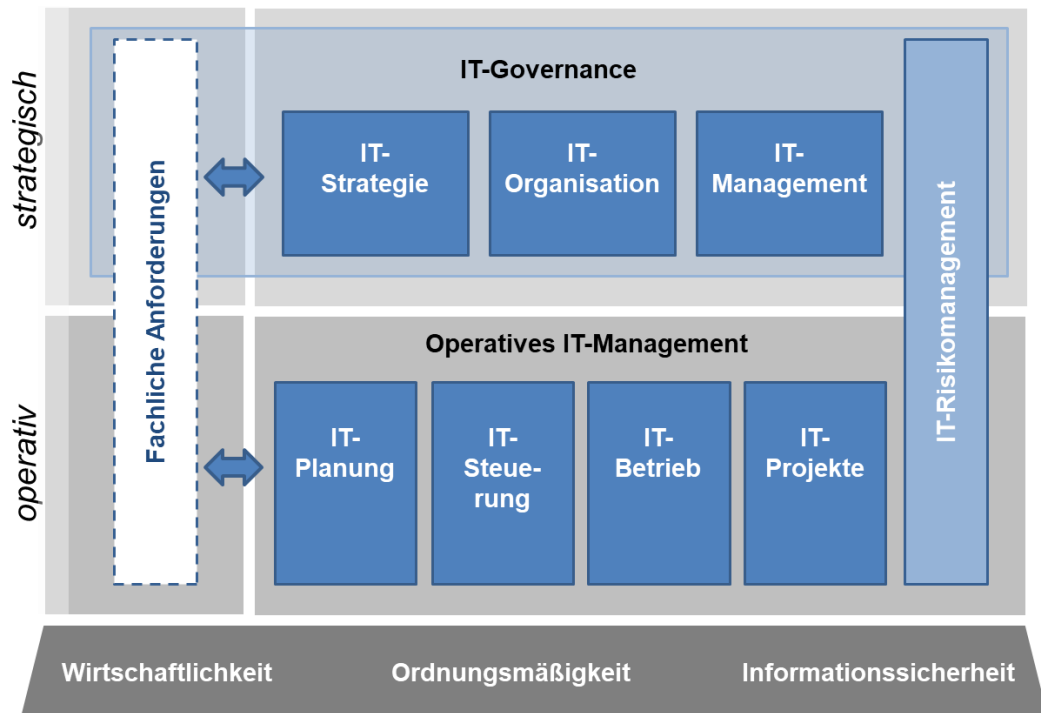 strategisch
Fachliche Anforderungen
IT-Governance
IT-
Strategie
IT-
Organisation
IT-
Management
IT-Risikomanagement
operativ
Operatives IT-Management
IT-
Planung
IT-
Steue-
rung
IT-
Betrieb
IT-
Projekte
Wirtschaftlichkeit
Ordnungsmäßigkeit
Informationssicherheit